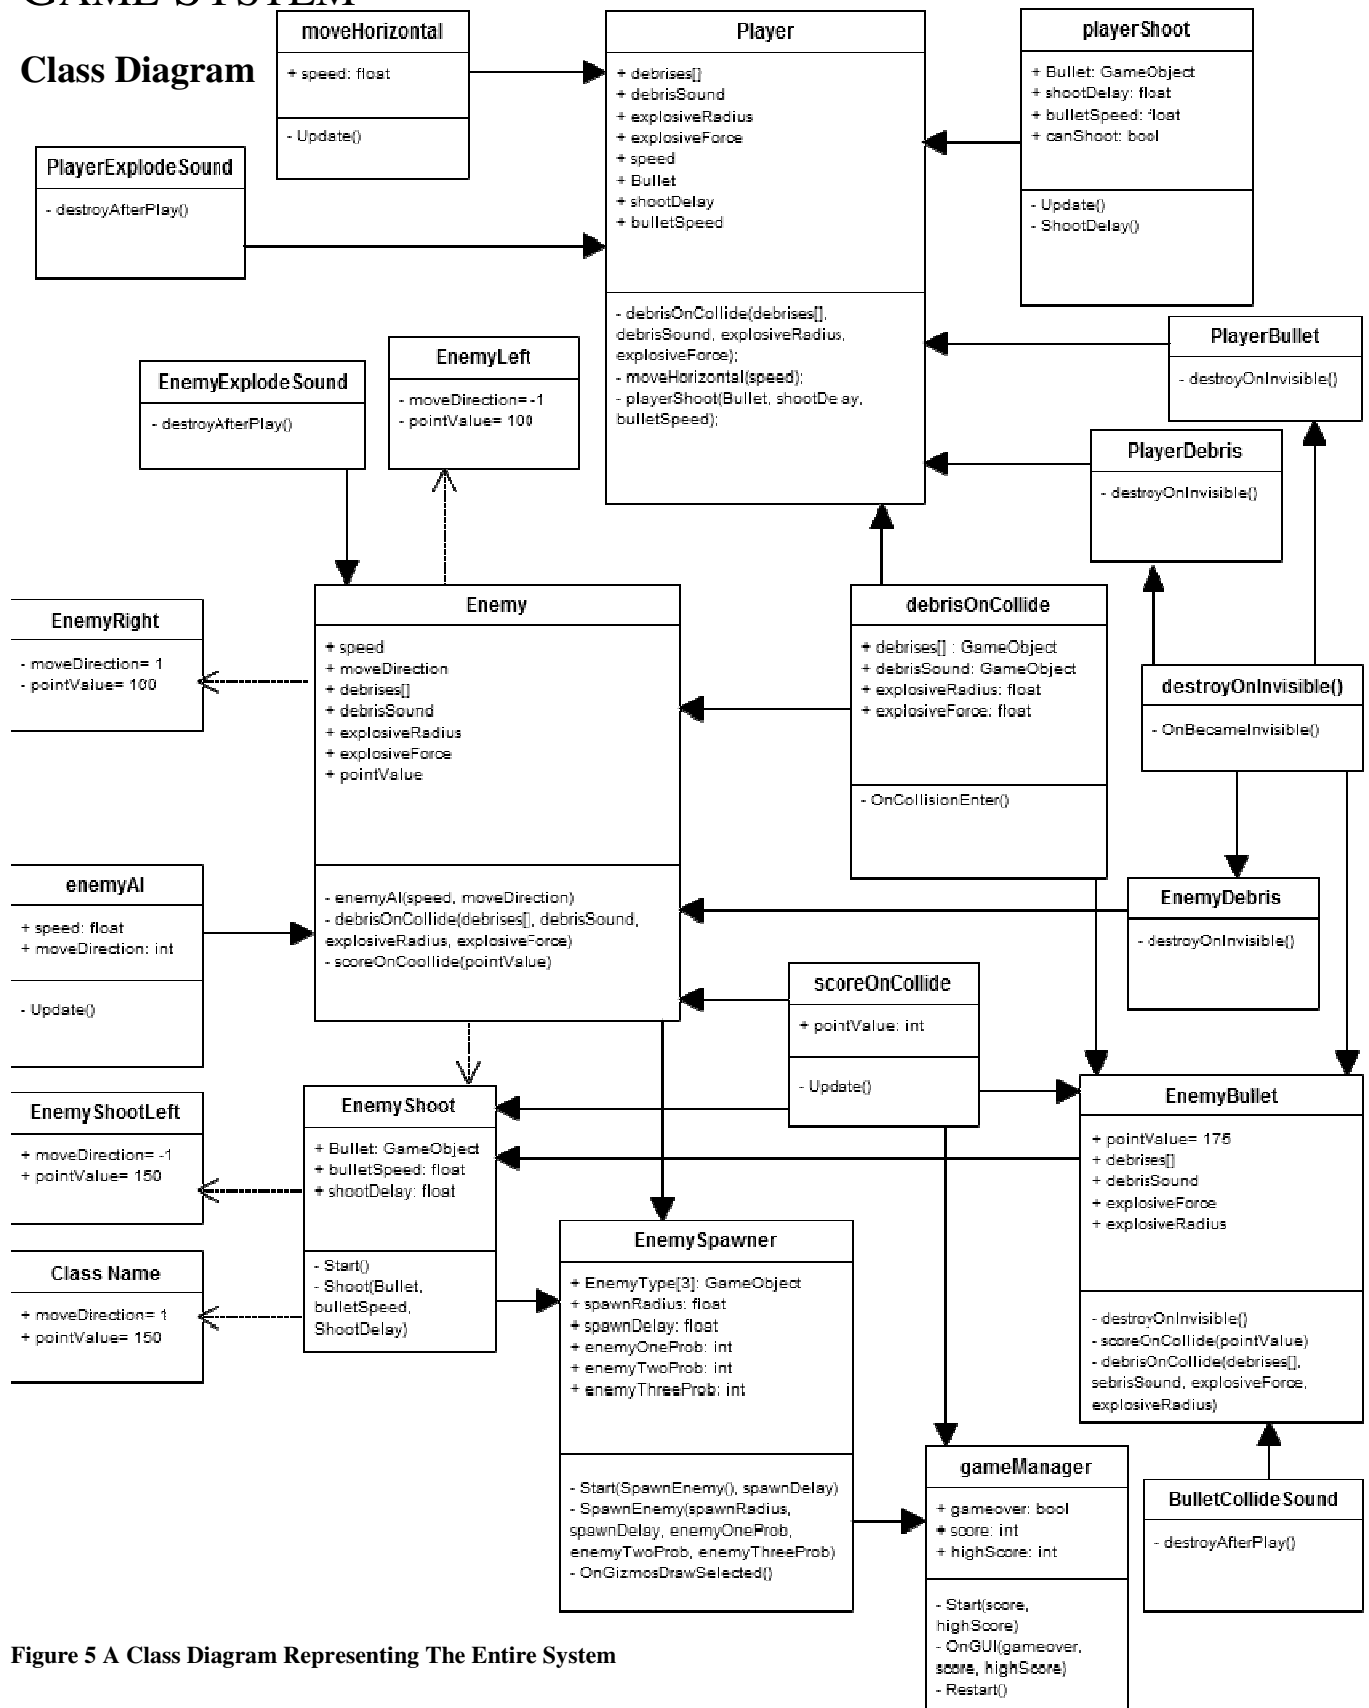 GAME SYSTEM
Class Diagram
moveHorizontal
+ speed: float
- Update()
Player
+ debrises[]
+ debrisSound
+ explosiveRadius
+ explosiveForce
+ speed
+ Bullet
+ shootDelay
+ bulletSpeed
- debrisOnCollide(debrises[],
debrisSound, explosiveRadius,
explosiveForce);
- moveHorizontal(speed);
- playerShoot(Bullet, shootDelay,
bulletSpeed);
playerShoot
+ Bullet: GameObject
+ shootDelay: float
+ bulletSpeed: float
+ canShoot: bool
- Update()
- ShootDelay()
PlayerExplodeSound
- destroyAfterPlay()
EnemyExplodeSound
- destroyAfterPlay()
EnemyLeft
- moveDirection= -1
- pointValue= 100
PlayerBullet
- destroyOnInvisible()
PlayerDebris
- destroyOnInvisible()
EnemyRight
- moveDirection= 1
- pointValue= 100
Enemy
+ speed
+ moveDirection
+ debrises[]
+ debrisSound
+ explosiveRadius
+ explosiveForce
+ pointValue
- enemyAI(speed, moveDirection)
- debrisOnCollide(debrises[], debrisSound,
explosiveRadius, explosiveForce)
- scoreOnCoollide(pointValue)
debrisOnCollide
+ debrises[] : GameObject
+ debrisSound: GameObject
+ explosiveRadius: float
+ explosiveForce: float
- OnCollisionEnter()
destroyOnInvisible()
- OnBecameInvisible()
enemyAI
+ speed: float
+ moveDirection: int
- Update()
EnemyDebris
- destroyOnInvisible()
scoreOnCollide
+ pointValue: int
- Update()
EnemyShootLeft
+ moveDirection= -1
+ pointValue= 150
EnemyShoot
+ Bullet: GameObject
+ bulletSpeed: float
+ shootDelay: float
- Start()
- Shoot(Bullet,
bulletSpeed,
ShootDelay)
EnemyBullet
+ pointValue= 175
+ debrises[]
+ debrisSound
+ explosiveForce
+ explosiveRadius
- destroyOnInvisible()
- scoreOnCollide(pointValue)
- debrisOnCollide(debrises[],
sebrisSound, explosiveForce,
explosiveRadius)
Class Name
+ moveDirection= 1
+ pointValue= 150
EnemySpawner
+ EnemyType[3]: GameObject
+ spawnRadius: float
+ spawnDelay: float
+ enemyOneProb: int
+ enemyTwoProb: int
+ enemyThreeProb: int
- Start(SpawnEnemy(), spawnDelay)
- SpawnEnemy(spawnRadius,
spawnDelay, enemyOneProb,
enemyTwoProb, enemyThreeProb)
- OnGizmosDrawSelected()
gameManager
+ gameover: bool
+ score: int
+ highScore: int
- Start(score,
highScore)
- OnGUI(gameover,
score, highScore)
- Restart()
BulletCollideSound
- destroyAfterPlay()
Figure 5 A Class Diagram Representing The Entire System